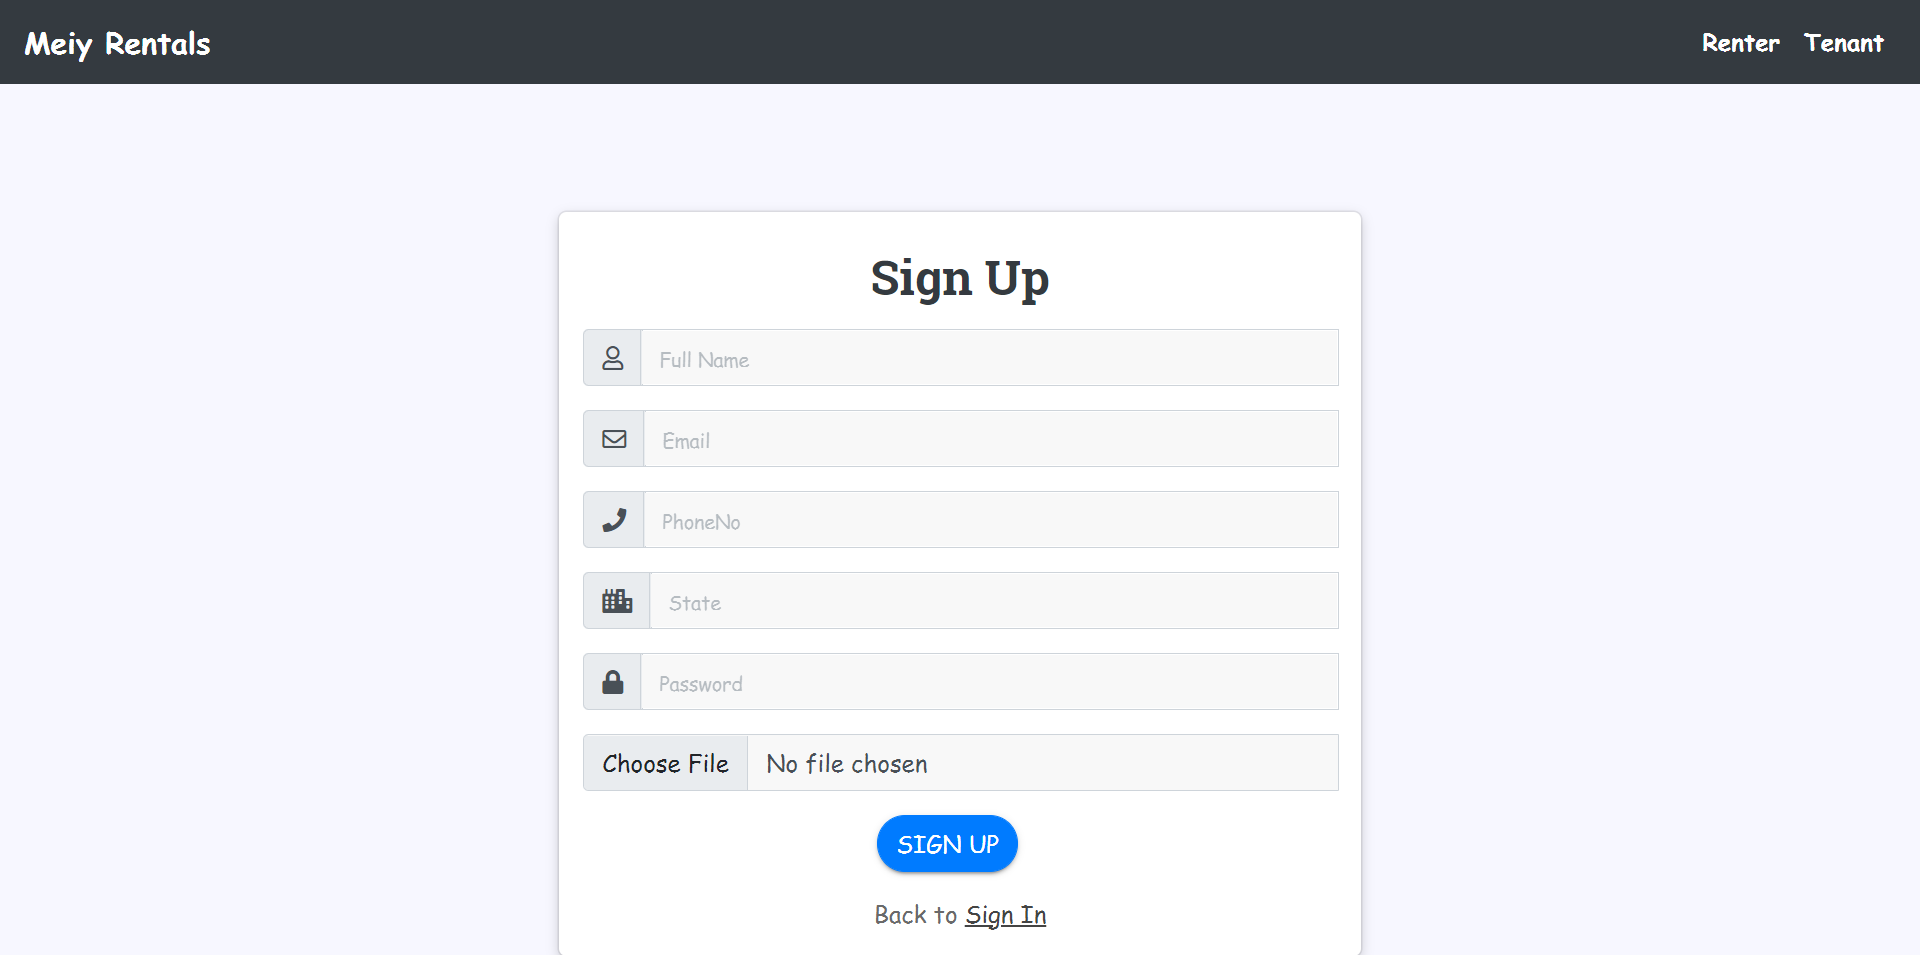 Meiy Rentals
Renter Tenant
Sign Up
Full Name
Email
PhoneNo
State
Password
Choose File No file chosen
SIGN UP
Back to Sign In